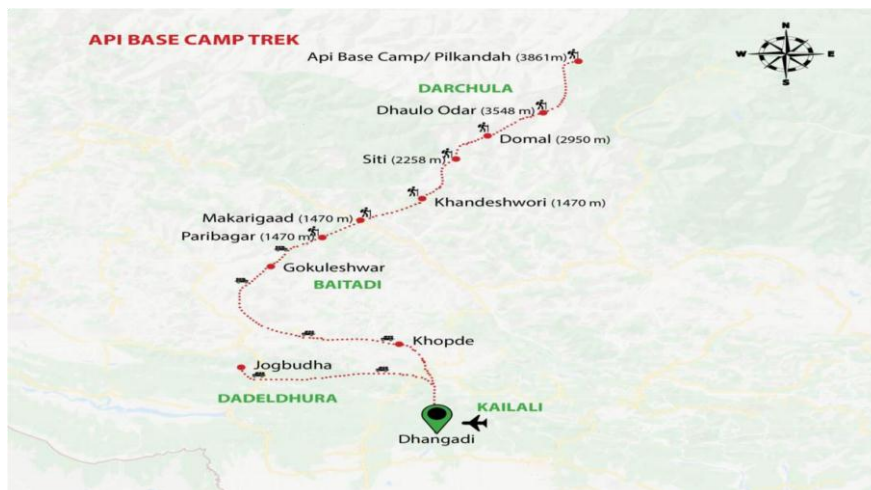 API BASE CAMP TREK
N
W E
S
Api Base Camp/ Pilkandah (3861m)
DARCHULA
Dhaulo Odar (3548 m)
Domal (2950 m)
Siti (2258 m)
Khandeshwori (1470 m)
Makarigaad (1470 m)
Paribagar (1470 m)
Gokuleshwar
BAITADI
Khopde
Jogbudha
DADELDHURA
KAILALI
Dhangadi